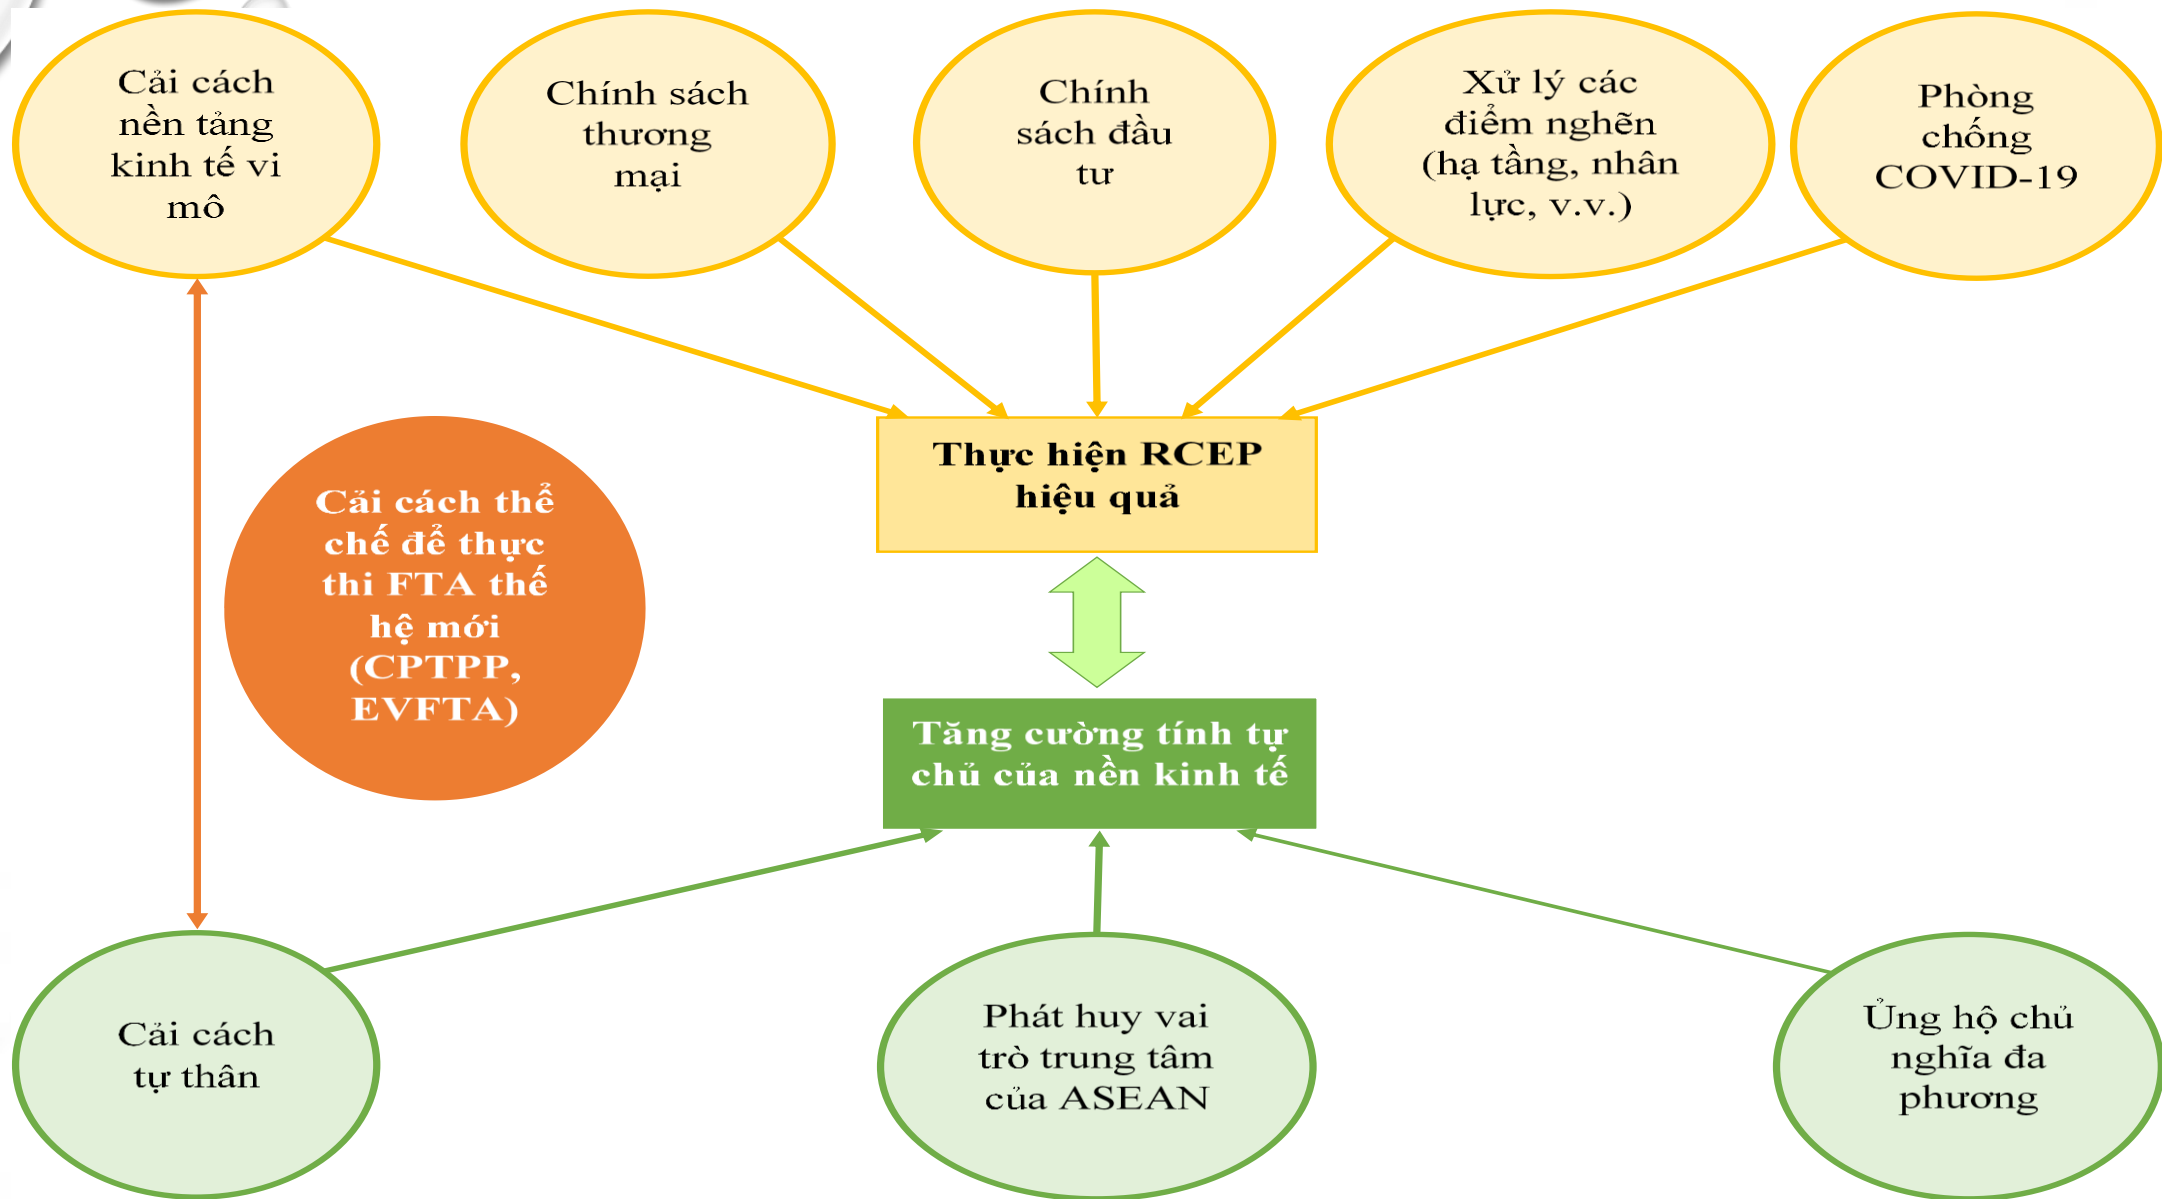 Cải cách
nền tảng
kinh tế vi
mô
Chính sách
thương
mại
Chính
sách đầu
tư
Xử lý các
điểm nghẽn
(hạ tầng, nhân
lực, v.v.)
Phòng
chống
COVID-19
Thực hiện RCEP
hiệu quả
Cải cách thể
chế để thực
thi FTA thế
hệ mới
(CPTPP,
EVFTA)
Tăng cường tính tự
chủ của nền kinh tế
Cải cách
tự thân
Phát huy vai
trò trung tâm
của ASEAN
Ủng hộ chủ
nghĩa đa
phương